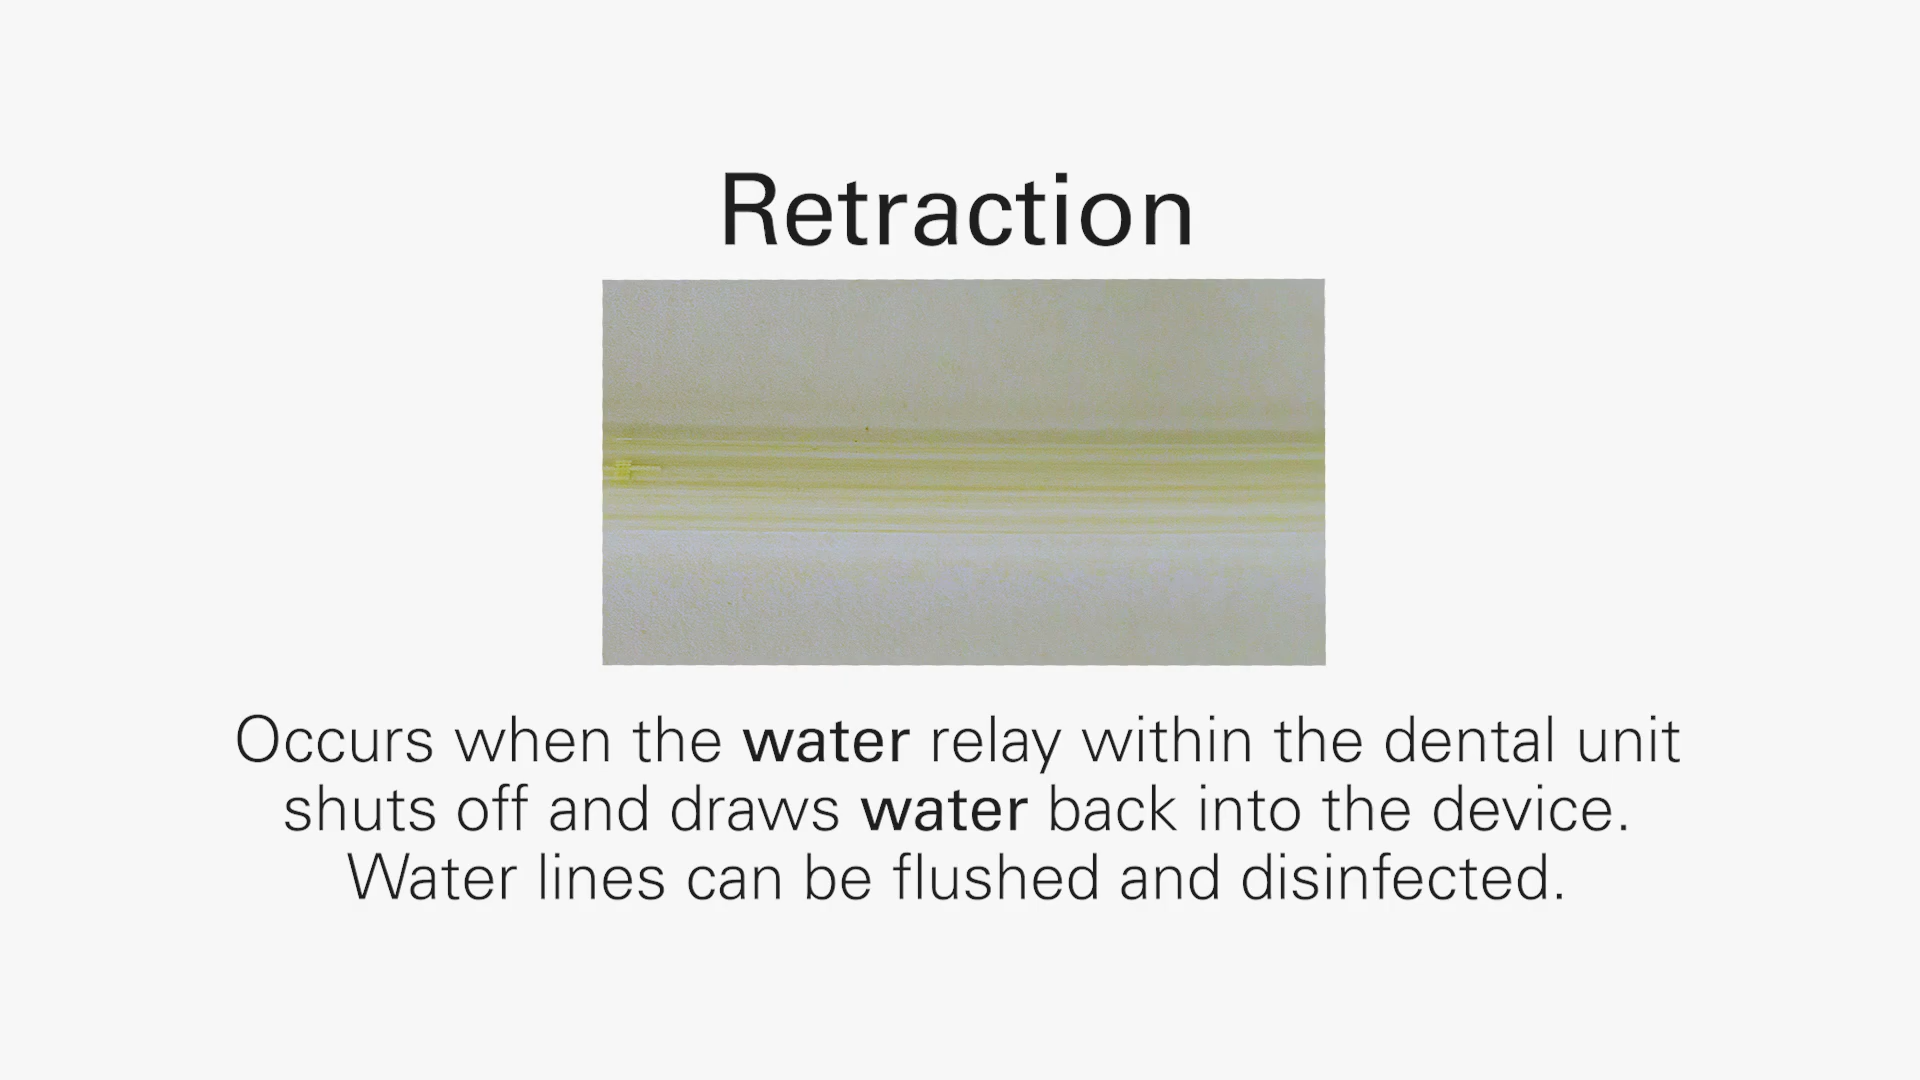 Retraction
Occurs when the water relay within the dental unit
shuts off and draws water back into the device.
Water lines can be flushed and disinfected.